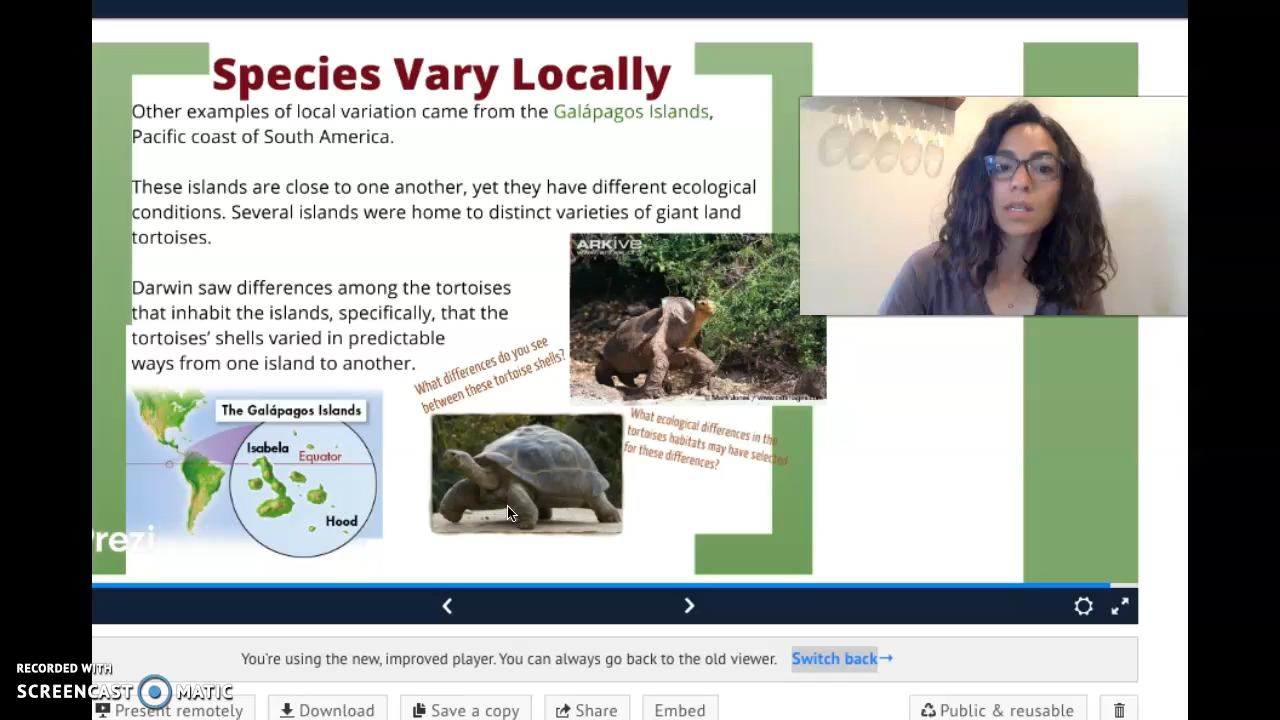 Species Vary Locally
Other examples of local variation came from the Galápagos Islands,
Pacific coast of South America.
These islands are close to one another, yet they have different ecological
conditions. Several islands were home to distinct varieties of giant land
tortoises.
Darwin saw differences among the tortoises
that inhabit the islands, specifically, that the
tortoises' shells varied in predictable
ways from one island to another.
ARKive
What differences do you see
between these tortoise shells?
What ecological differences in the
tortoises habitats may have selected
for these differences?
The Galápagos Islands
Isabela
Equator
Hood
Prezi
You're using the new, improved player. You can always go back to the old viewer. Switch back→
RECORDED WITH
SCREENCAST MATIC
Present remotely
Download
Save a copy
Share
Embed
Public & reusable